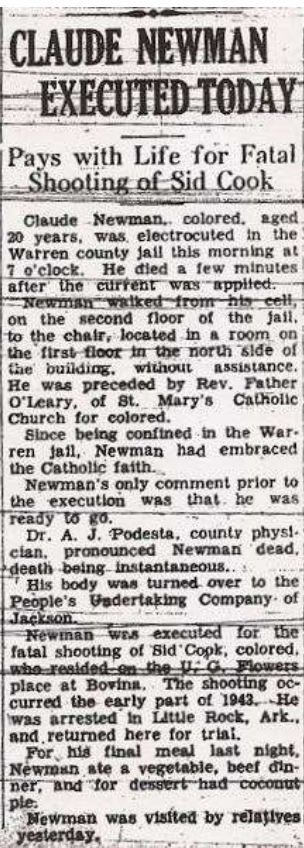 CLAUDE NEWMAN
EXECUTED TODAY
Pays with Life for Fatal
Shooting of Sid Cook
Claude Newman, colored, aged
20 years, was electrocuted in the
Warren county jail this morning at
7 o'clock. He died a few minutes
after the current was applied.
Newman walked from his cell,
on the second floor of the jail,
to the chair, located in a room on
the first floor in the north side of
the building, without assistance.
He was preceded by Rev. Father
O'Leary, of St. Mary's Catholic
Church for colored.
Since being confined in the War-
ren jail, Newman had embraced
the Catholic faith.
Newman's only comment prior to
the execution was that he was
ready to go.
Dr. A. J. Podesta, county physi-
cian, pronounced Newman dead,
death being instantaneous.
His body was turned over to the
People's Undertaking Company of
Jackson.
Newman was executed for the
fatal shooting of Sid Cook, colored,
who resided on the U. G. Flowers
place at Bovina. The shooting oc-
curred the early part of 1943. He
was arrested in Little Rock, Ark.,
and returned here for trial.
For his final meal last night,
Newman ate a vegetable, beef din-
ner, and for dessert had coconut
pie.
Newman was visited by relatives
yesterday.